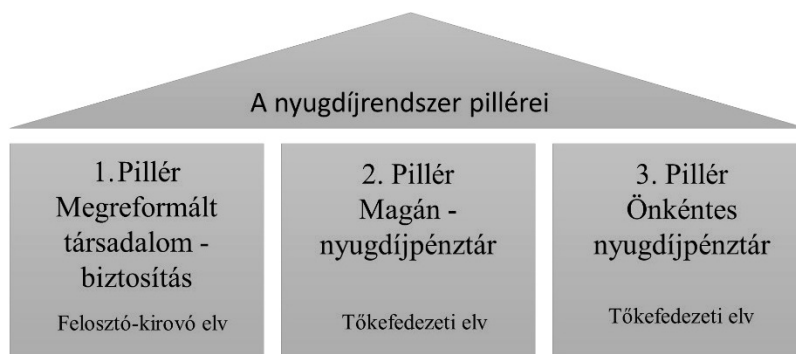 A nyugdíjrendszer pillérei
1. Pillér
Megreformált
társadalom -
biztosítás
Felosztó-kirovó elv
2. Pillér
Magán -
nyugdíjpénztár
Tőkefedezeti elv
3. Pillér
Önkéntes
nyugdíjpénztár
Tőkefedezeti elv